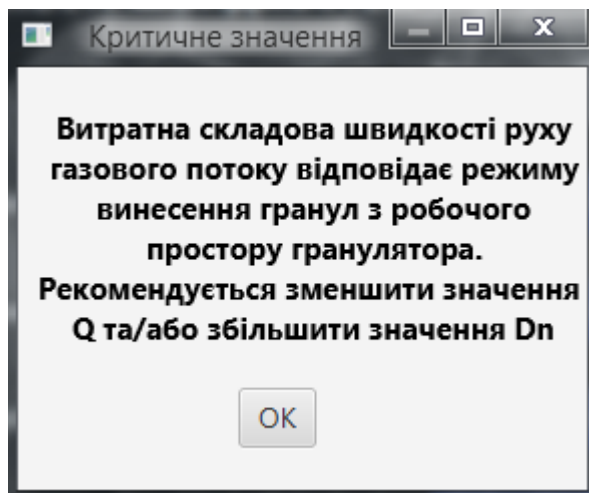 Критичне значення
Витратна складова швидкості руху
газового потоку відповідає режиму
винесення гранул з робочого
простору гранулятора.
Рекомендується зменшити значення
Q та/або збільшити значення Dn
OK